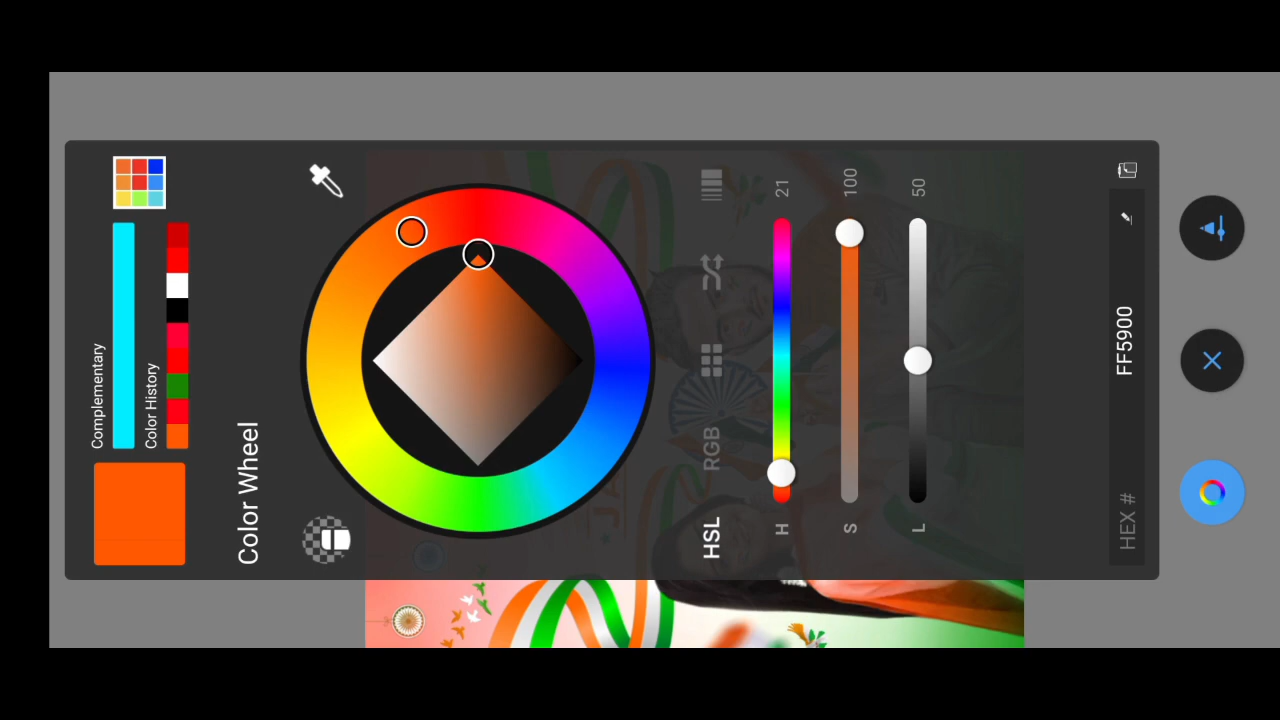 Complementary
Color History
Color Wheel
HSL
RGB
H
21
S
100
L
50
HEX #
FF5900